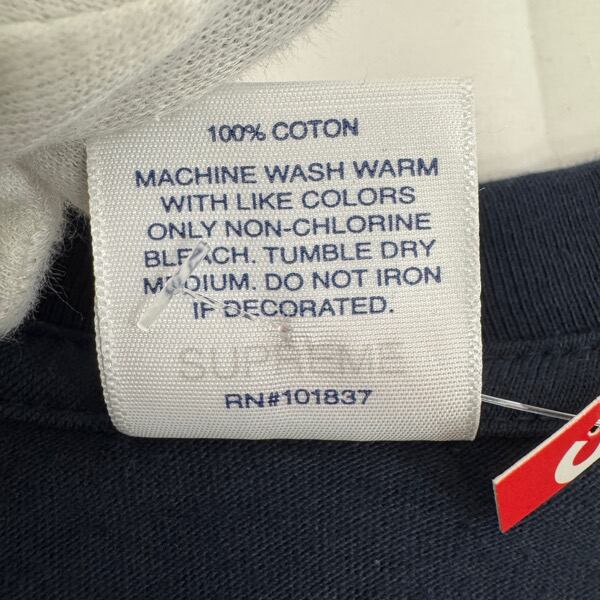 100% COTON
MACHINE WASH WARM
WITH LIKE COLORS
ONLY NON-CHLORINE
BLEACH. TUMBLE DRY
MEDIUM. DO NOT IRON
IF DECORATED.
SUPREME
RN#101837